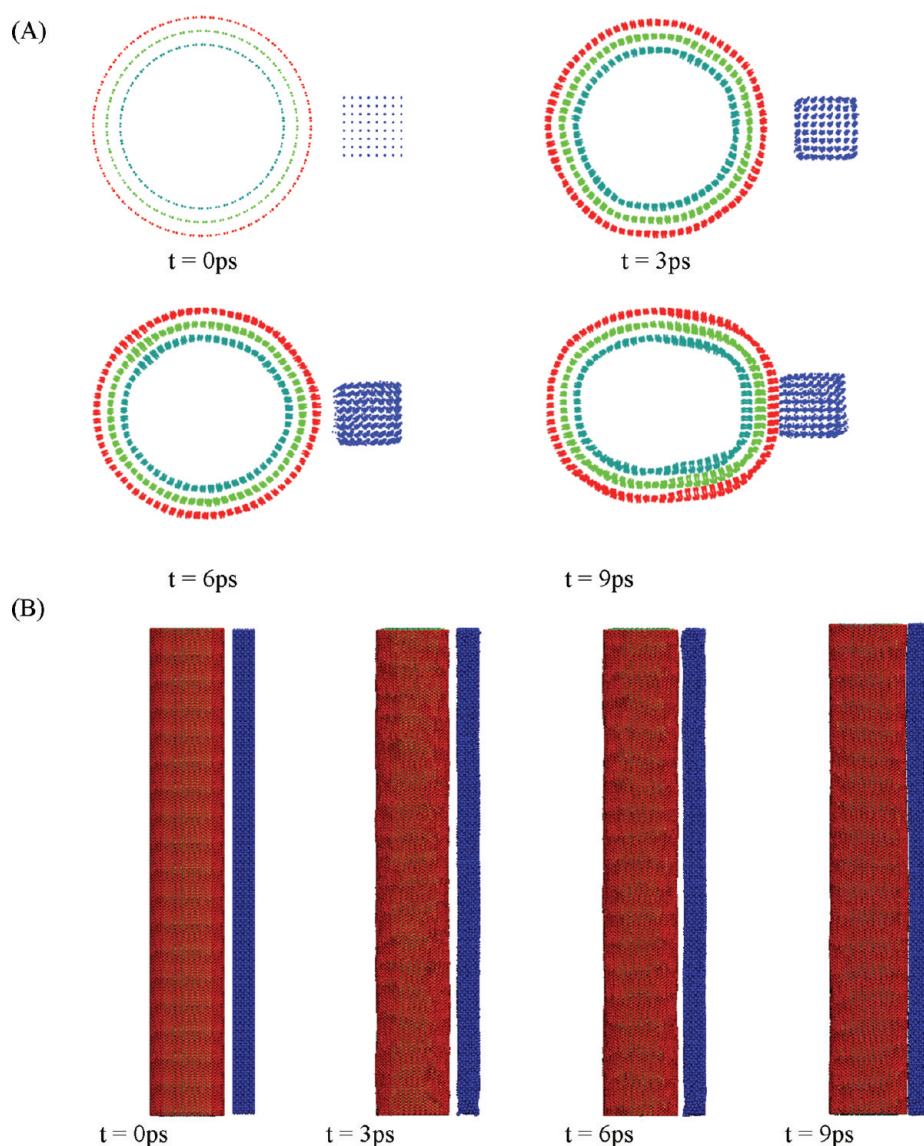 (A)
t = 0ps
t = 3ps
t = 6ps
t = 9ps
(B)
t = 0ps
t = 3ps
t = 6ps
t = 9ps